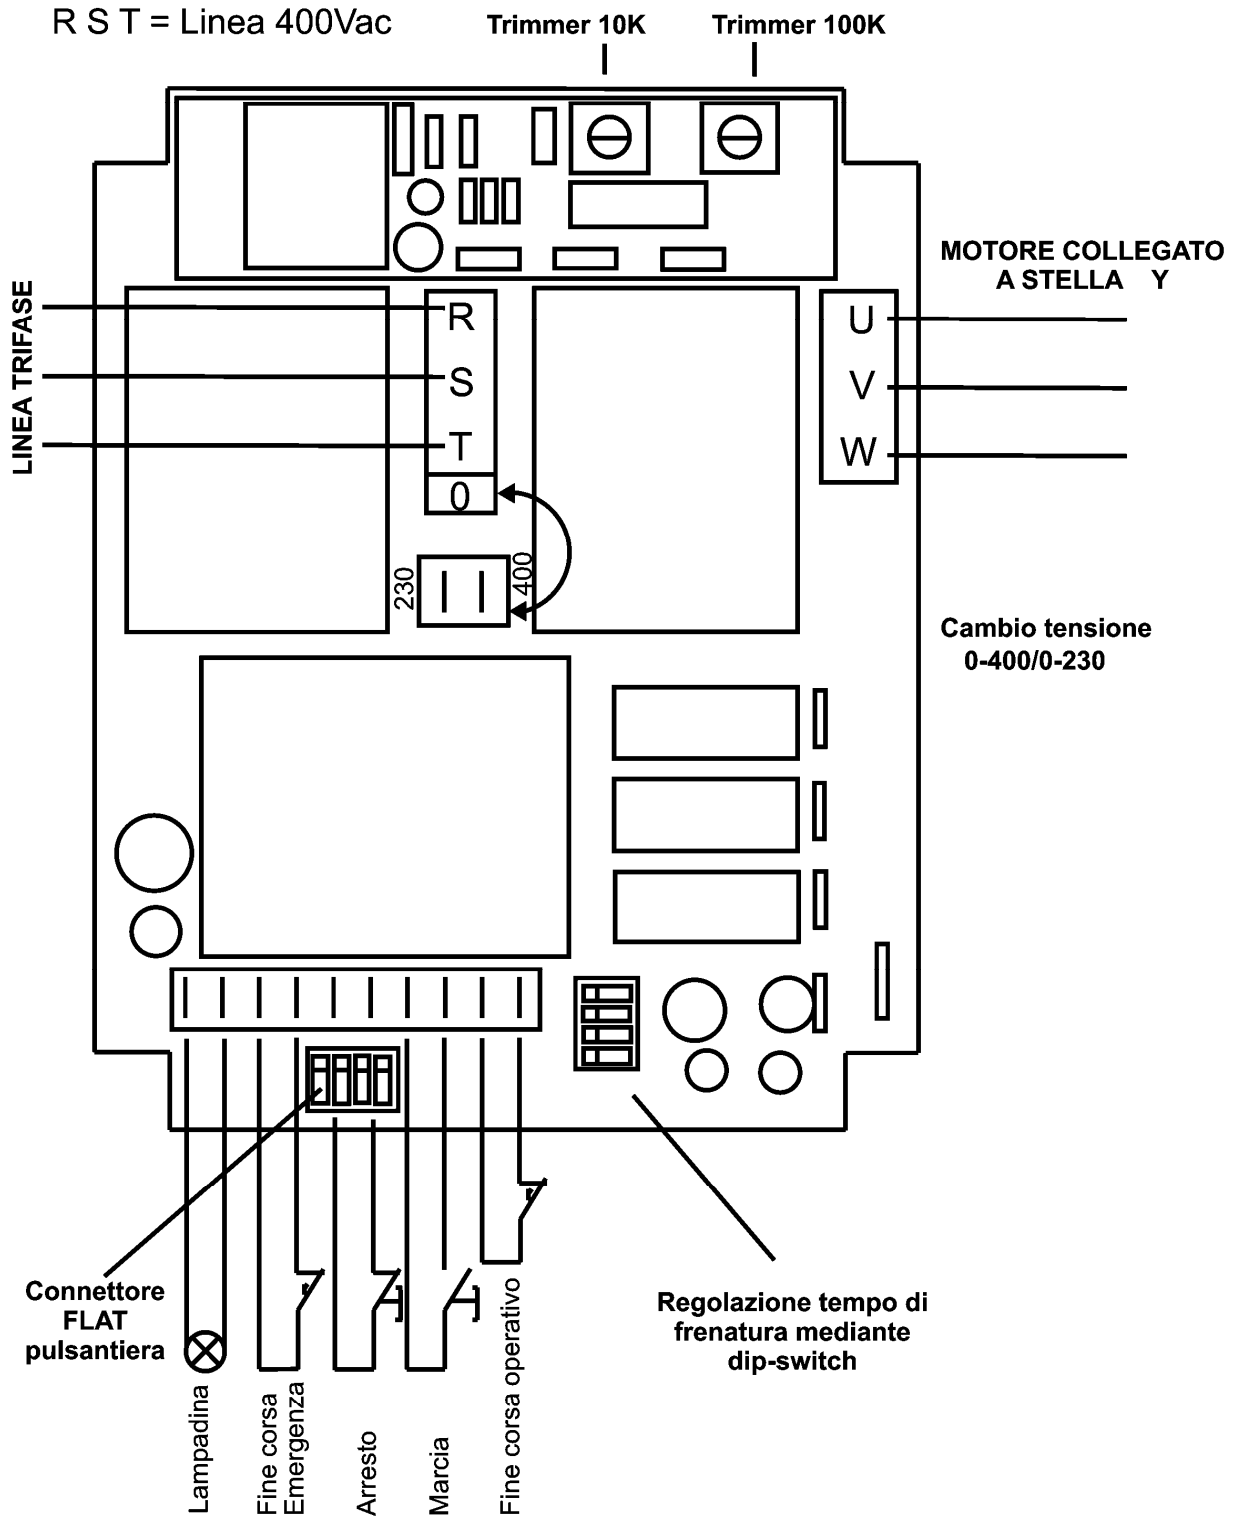 R S T = Linea 400Vac
Trimmer 10K
Trimmer 100K
MOTORE COLLEGATO
A STELLA Y
LINEA TRIFASE
R
S
T
0
U
V
W
230
400
Cambio tensione
0-400/0-230
Connettore
FLAT
pulsantiera
Regolazione tempo di
frenatura mediante
dip-switch
Lampadina
Fine corsa
Emergenza
Arresto
Marcia
Fine corsa operativo